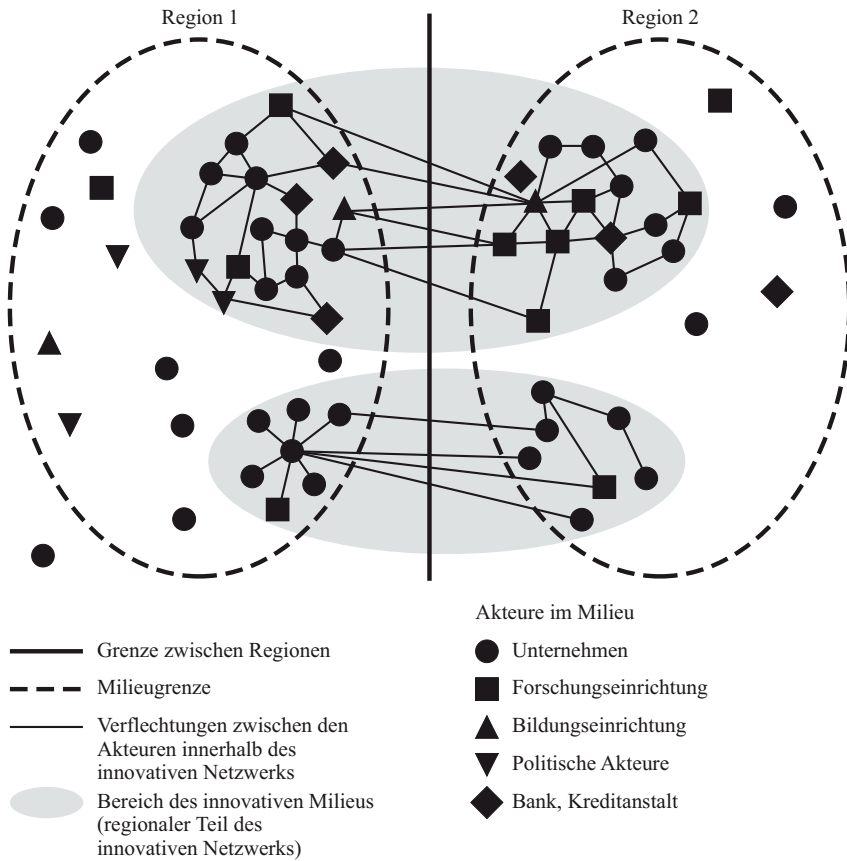 Region 1
Region 2
Grenze zwischen Regionen
Milieugrenze
Verflechtungen zwischen den
Akteuren innerhalb des
innovativen Netzwerks
Bereich des innovativen Milieus
(regionaler Teil des
innovativen Netzwerks)
Akteure im Milieu
Unternehmen
Forschungseinrichtung
Bildungseinrichtung
Politische Akteure
Bank, Kreditanstalt